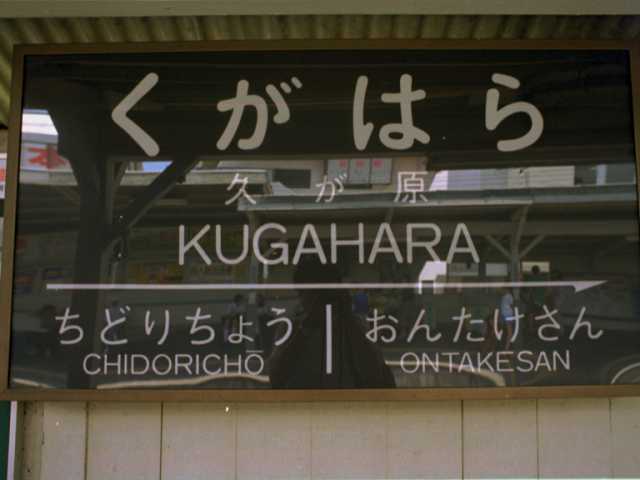 くがはら
久が原
KUGAHARA
ちどりちょう おんたけさん
CHIDORICHŌ ONTAKESAN
本